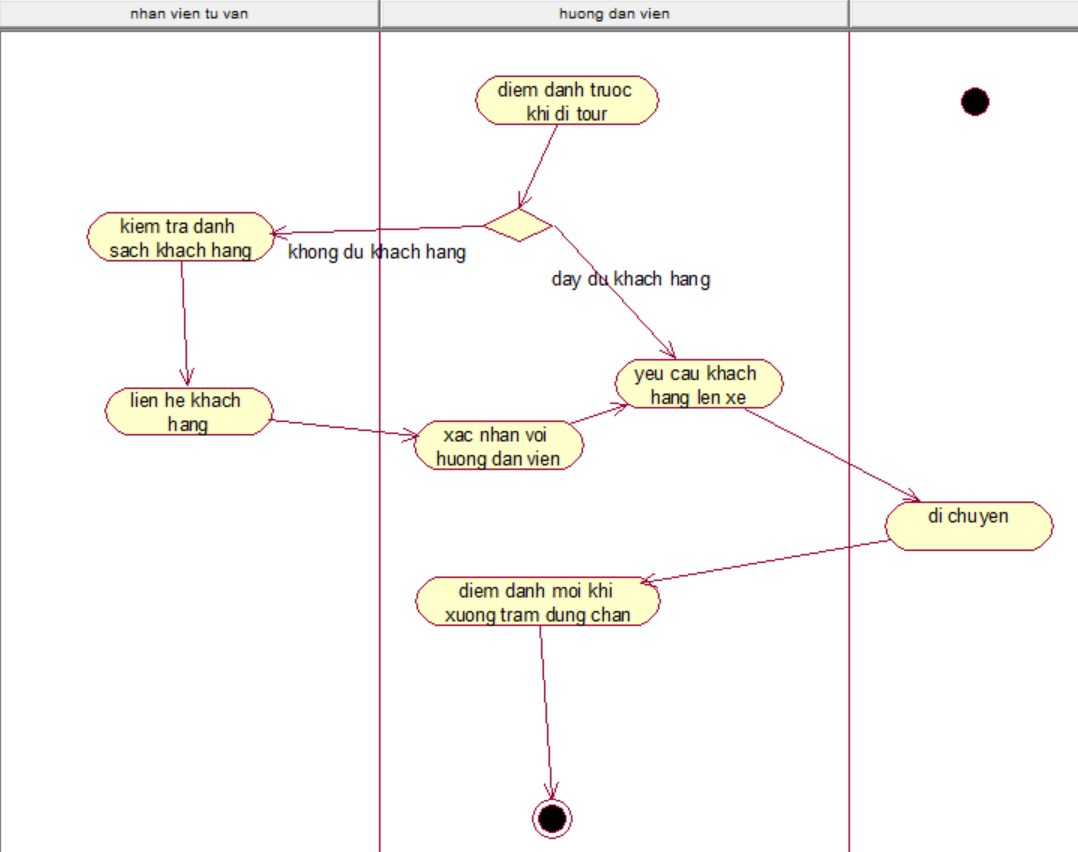 nhan vien tu van
huong dan vien
diem danh truoc
khi di tour
kiem tra danh
sach khach hang
khong du khach hang
day du khach hang
yeu cau khach
hang len xe
lien he khach
hang
xac nhan voi
huong dan vien
di chuyen
diem danh moi khi
xuong tram dung chan